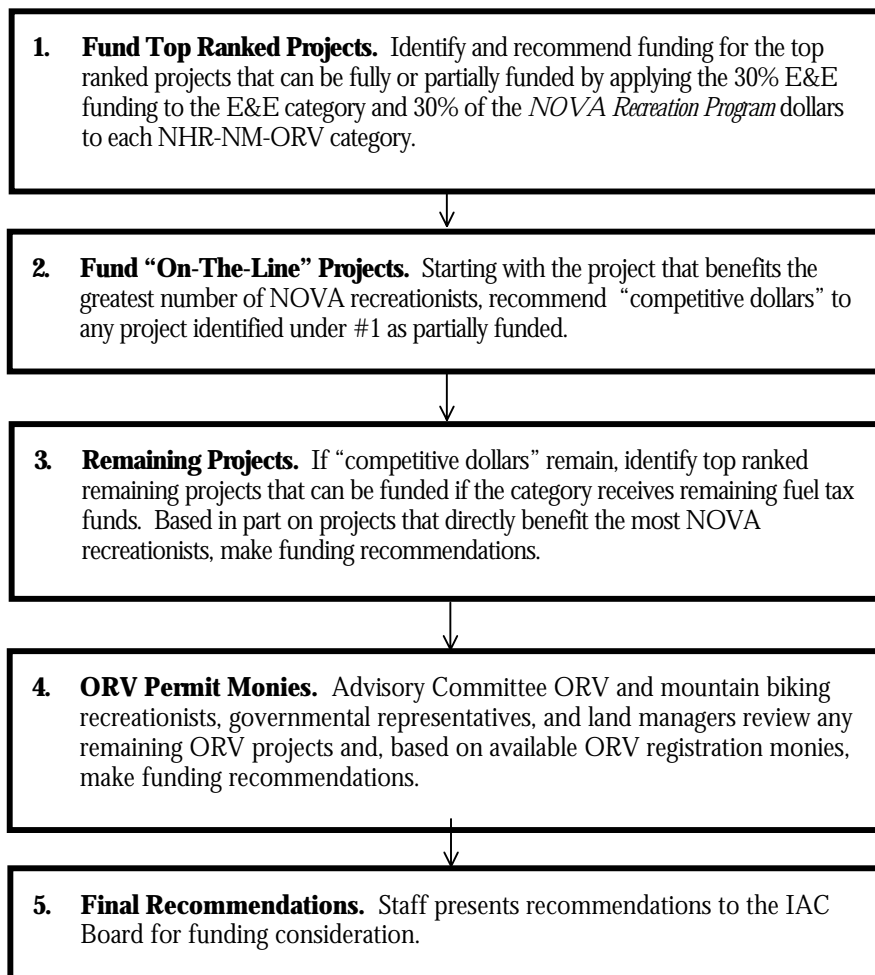 1. Fund Top Ranked Projects. Identify and recommend funding for the top
ranked projects that can be fully or partially funded by applying the 30% E&E
funding to the E&E category and 30% of the NOVA Recreation Program dollars
to each NHR-NM-ORV category.
2. Fund “On-The-Line” Projects. Starting with the project that benefits the
greatest number of NOVA recreationists, recommend “competitive dollars” to
any project identified under #1 as partially funded.
3. Remaining Projects. If “competitive dollars” remain, identify top ranked
remaining projects that can be funded if the category receives remaining fuel tax
funds. Based in part on projects that directly benefit the most NOVA
recreationists, make funding recommendations.
4. ORV Permit Monies. Advisory Committee ORV and mountain biking
recreationists, governmental representatives, and land managers review any
remaining ORV projects and, based on available ORV registration monies,
make funding recommendations.
5. Final Recommendations. Staff presents recommendations to the IAC
Board for funding consideration.